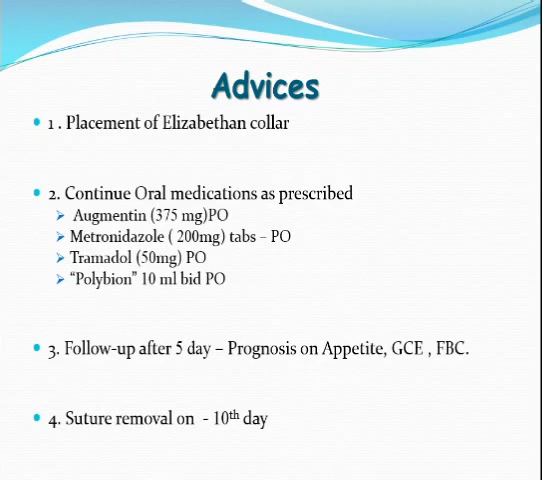 Advices
• 1 . Placement of Elizabethan collar
• 2. Continue Oral medications as prescribed
➢ Augmentin (375 mg)PO
➢ Metronidazole ( 200mg) tabs – PO
➢ Tramadol (50mg) PO
➢ “Polybion” 10 ml bid PO
• 3. Follow-up after 5 day – Prognosis on Appetite, GCE , FBC.
• 4. Suture removal on - 10th day